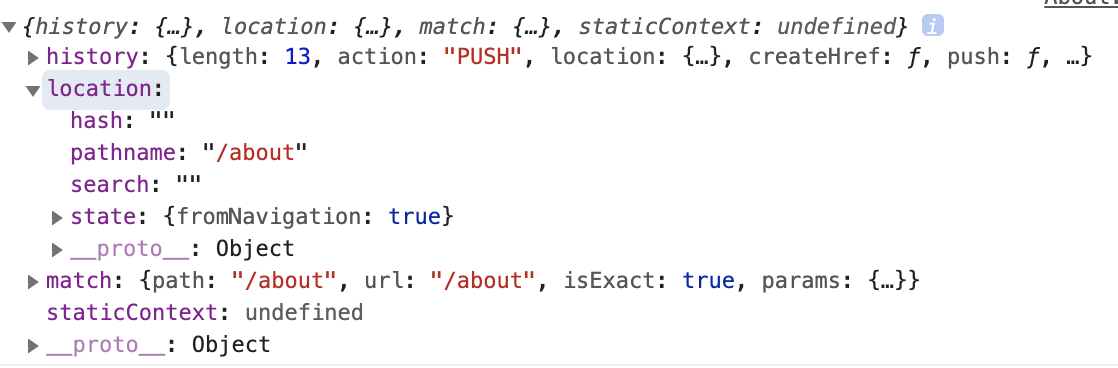 About.
▼{history: {…}, location: {…}, match: {…}, staticContext: undefined} i
▶history: {length: 13, action: "PUSH", location: {…}, createHref: ƒ, push: ƒ, …}
▼location:
hash: ""
pathname: "/about"
search: ""
▶state: {fromNavigation: true}
▶__proto__: Object
▶match: {path: "/about", url: "/about", isExact: true, params: {…}}
staticContext: undefined
▶__proto__: Object